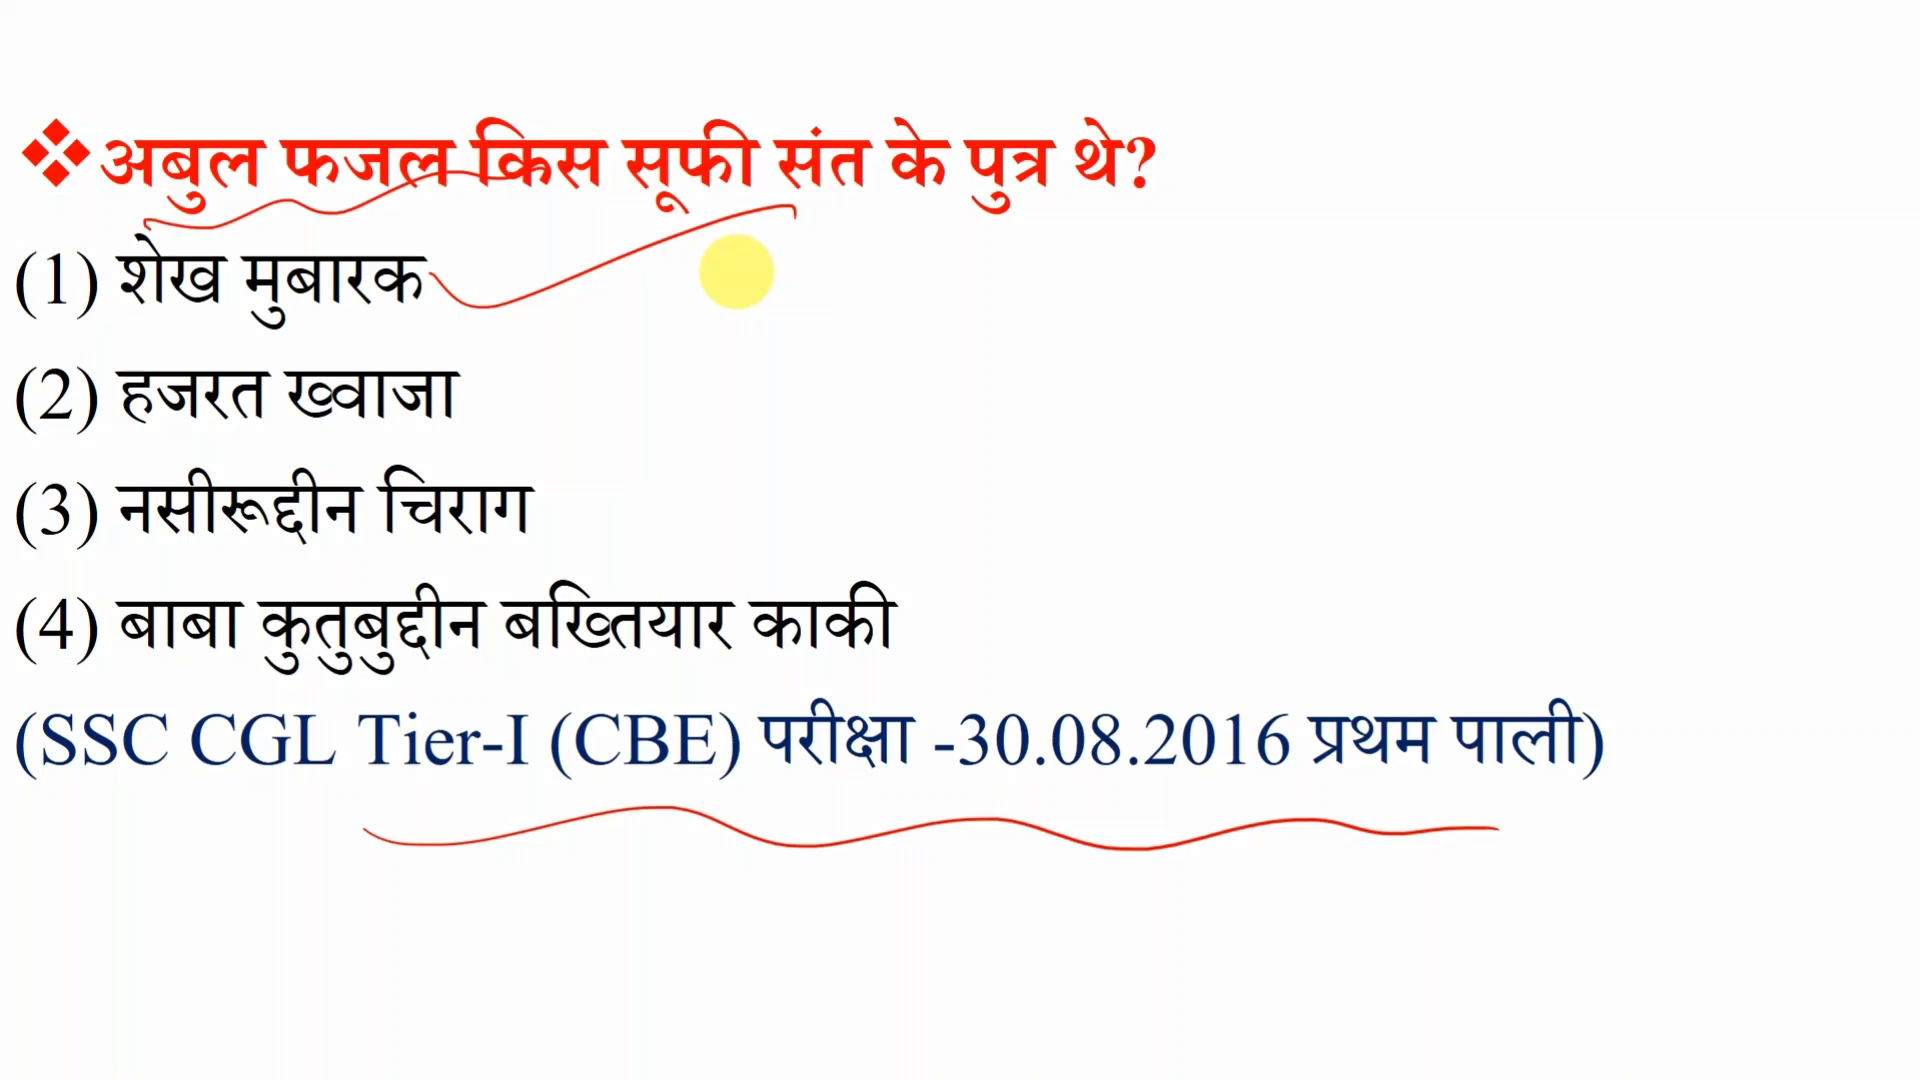 ❖अबुल फजल किस सूफी संत के पुत्र थे?
(1) शेख मुबारक
(2) हजरत ख्वाजा
(3) नसीरूद्दीन चिराग
(4) बाबा कुतुबुद्दीन बख्तियार काकी
(SSC CGL Tier-I (CBE) परीक्षा -30.08.2016 प्रथम पाली)